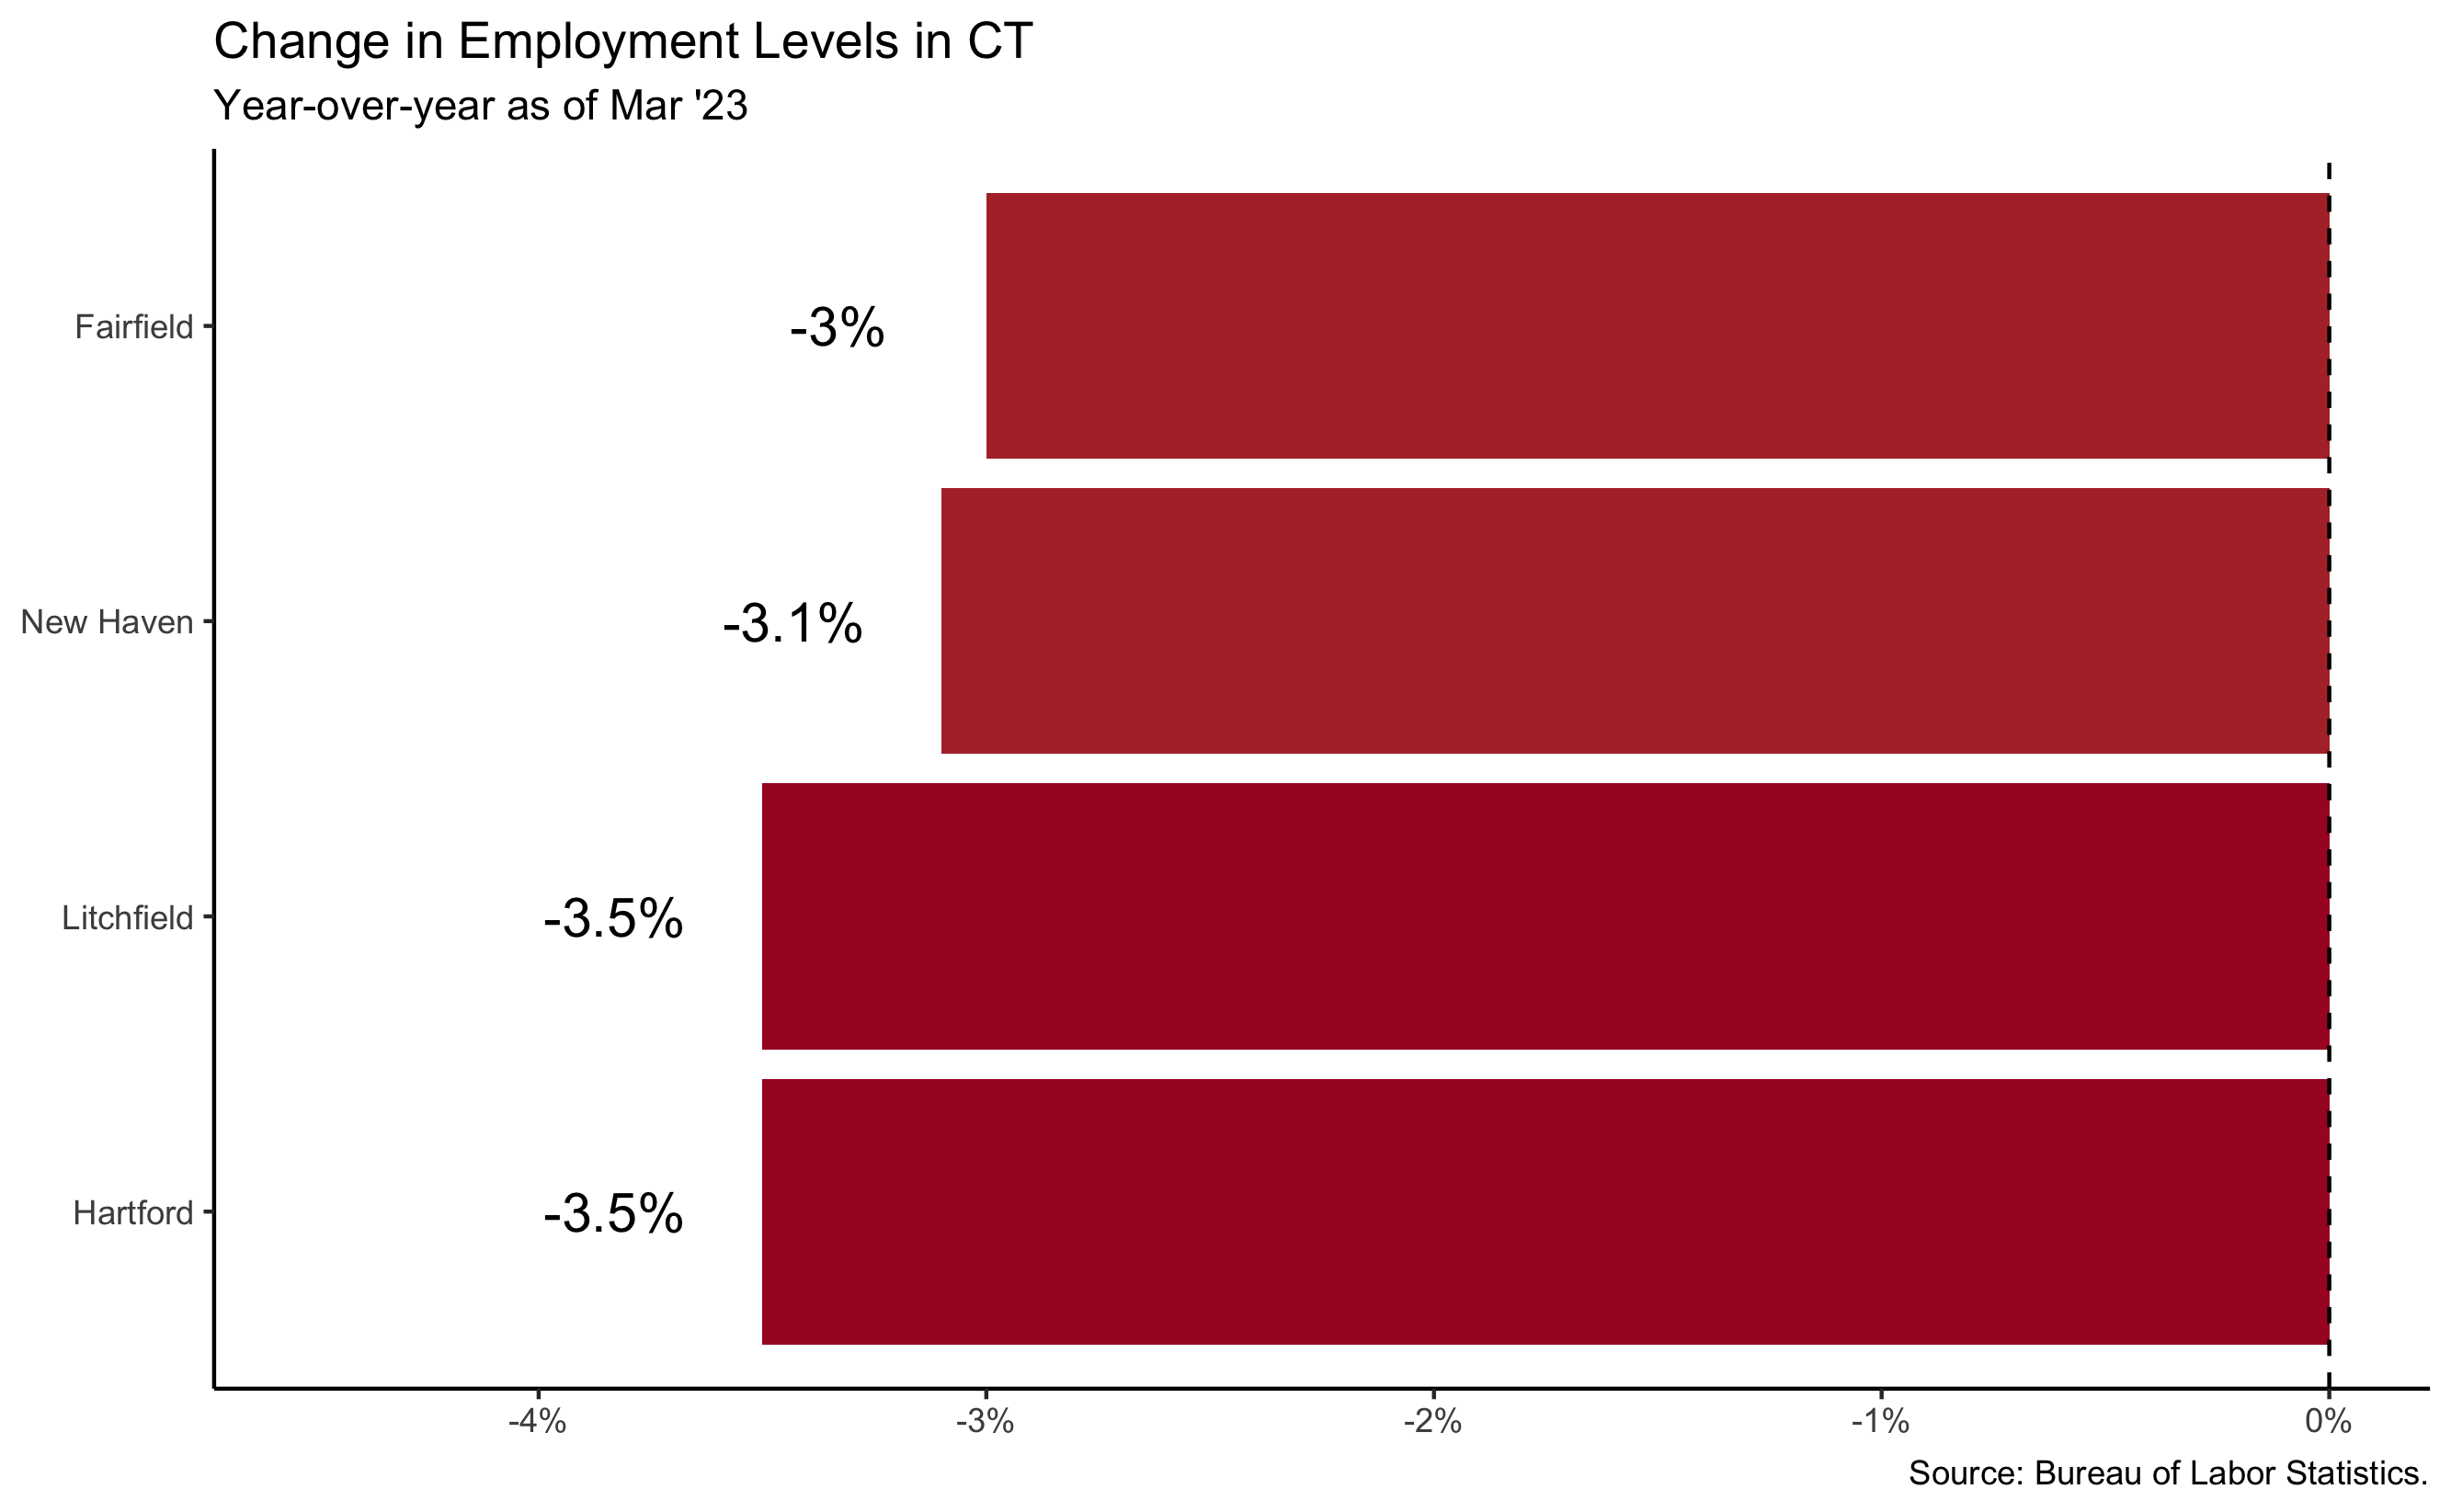 Change in Employment Levels in CT
Year-over-year as of Mar '23
Fairfield
-3%
New Haven
-3.1%
Litchfield
-3.5%
Hartford
-3.5%
-4% -3% -2% -1% 0%
Source: Bureau of Labor Statistics.